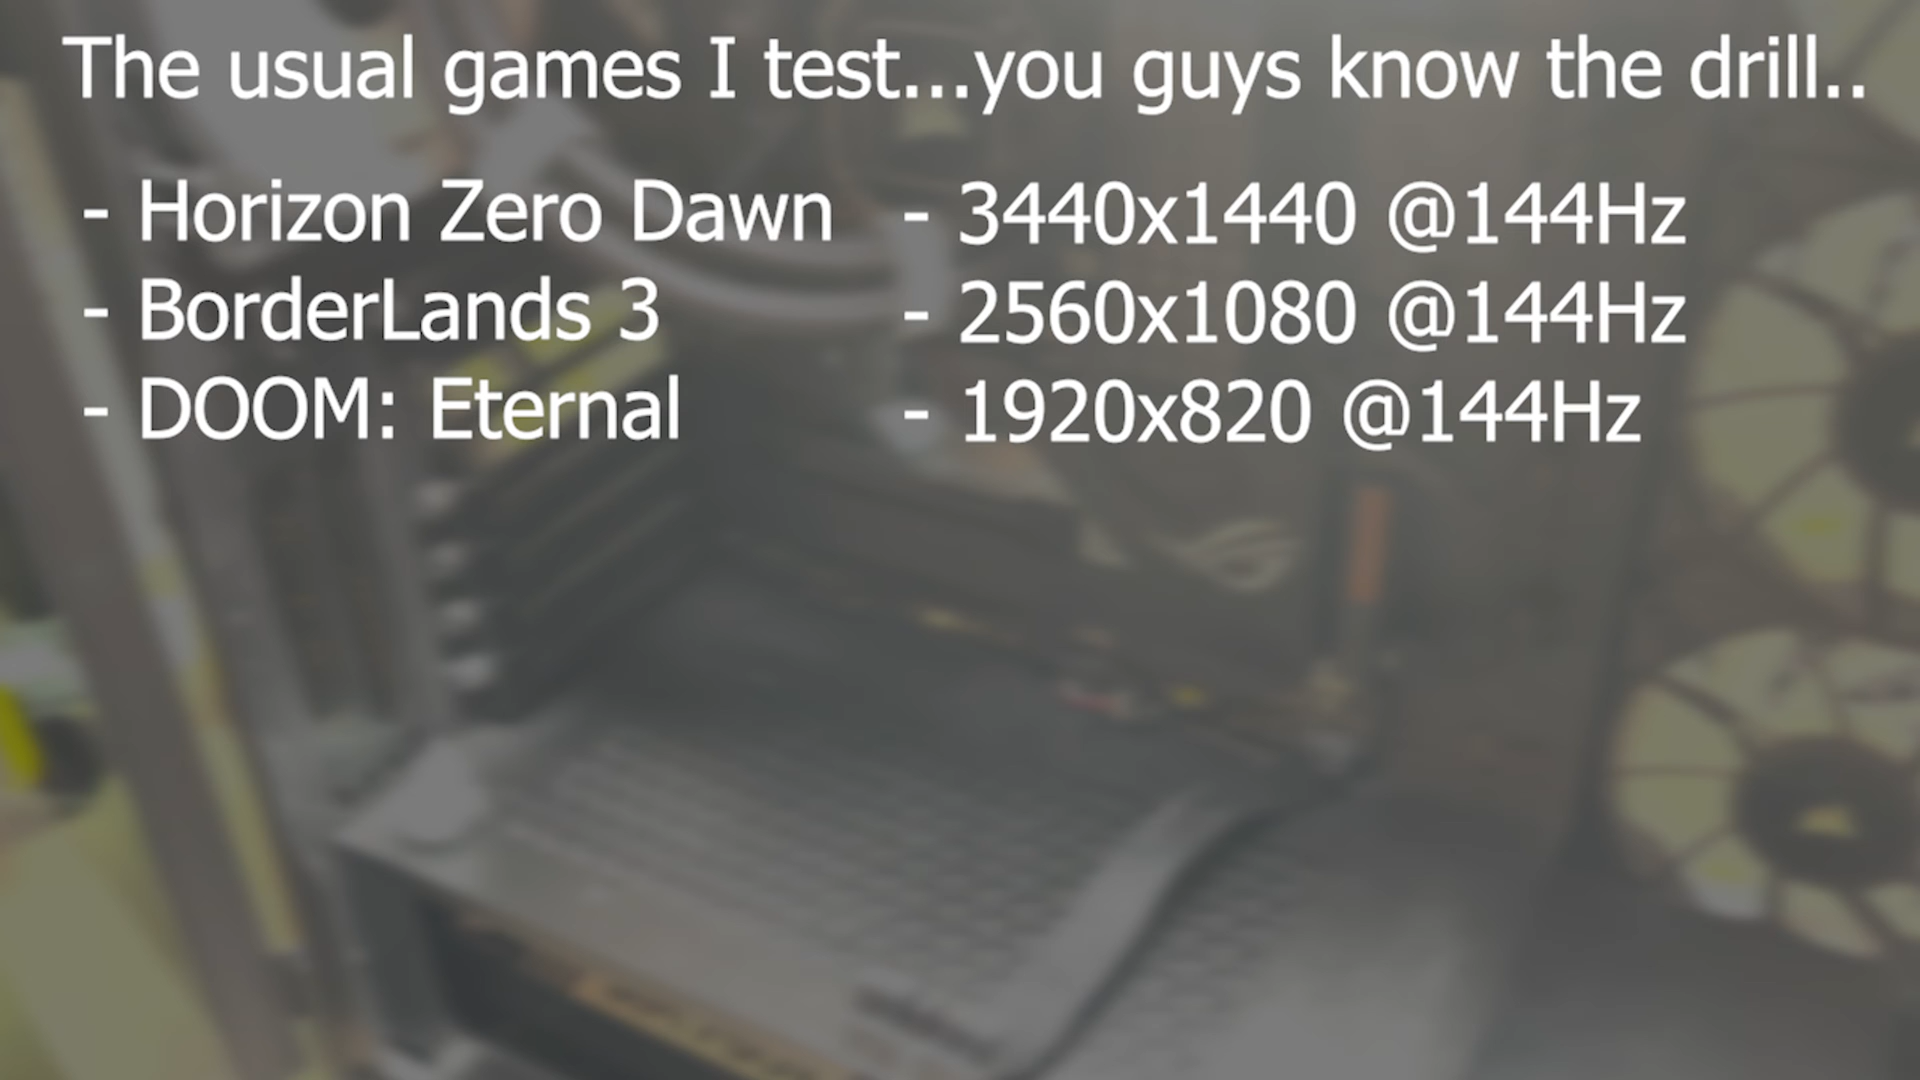 The usual games I test...you guys know the drill..
- Horizon Zero Dawn - 3440x1440 @144Hz
- BorderLands 3 - 2560x1080 @144Hz
- DOOM: Eternal - 1920x820 @144Hz